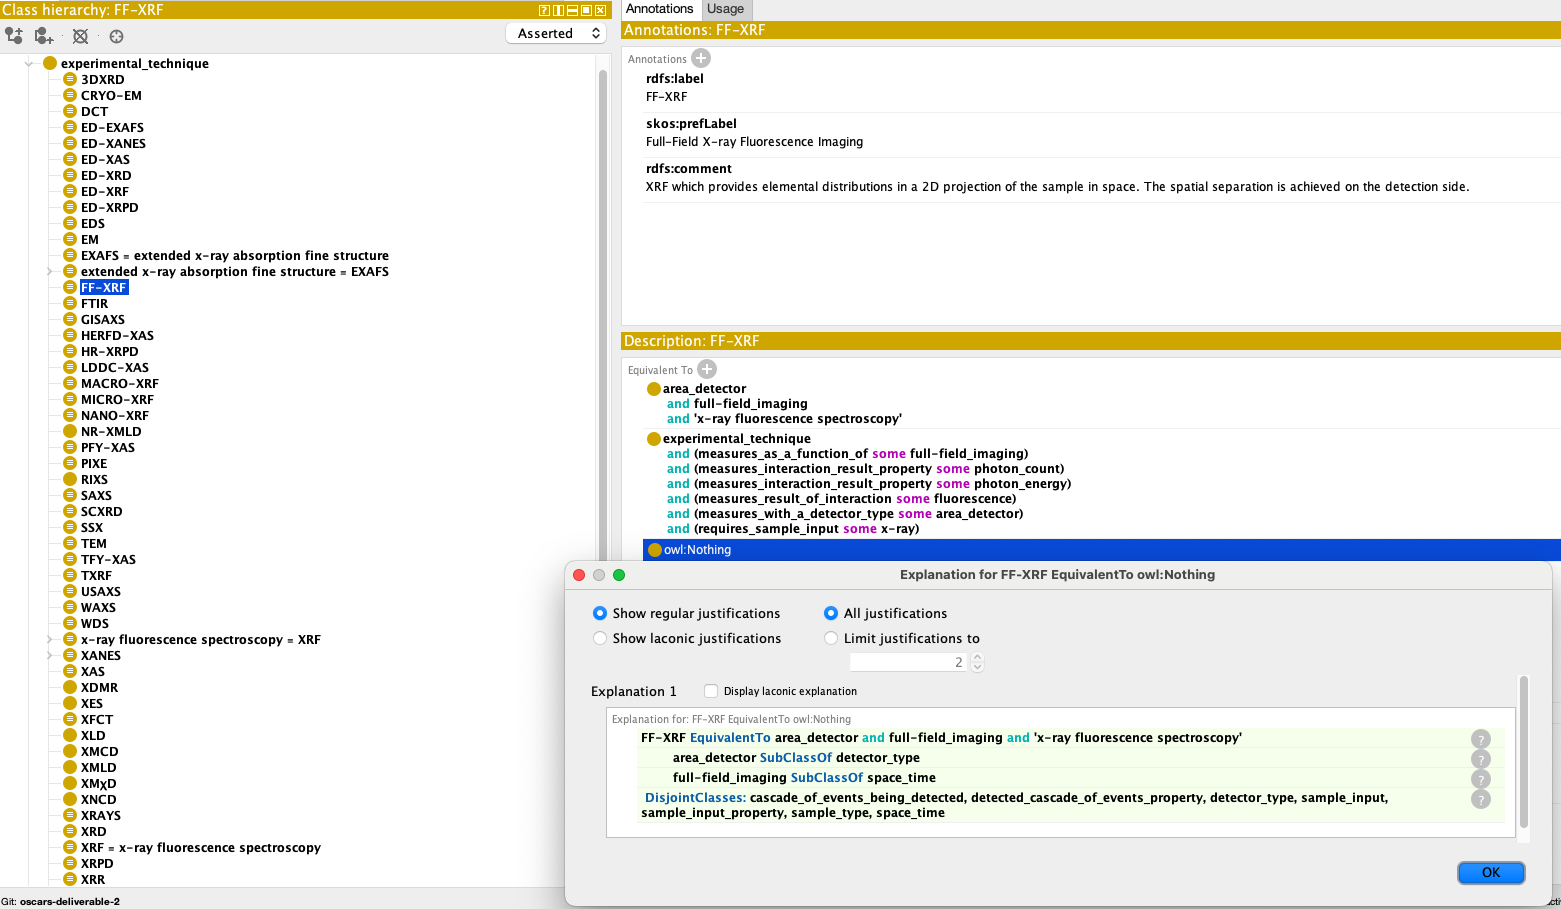 Class hierarchy: FF-XRF
Asserted
experimental_technique
3DXRD
CRYO-EM
DCT
ED-EXAFS
ED-XANES
ED-XAS
ED-XRD
ED-XRF
ED-XRPD
EDS
EM
EXAFS = extended x-ray absorption fine structure
extended x-ray absorption fine structure = EXAFS
FF-XRF
FTIR
GISAXS
HERFD-XAS
HR-XRPD
LDDC-XAS
MACRO-XRF
MICRO-XRF
NANO-XRF
NR-XMLD
PFY-XAS
PIXE
RIXS
SAXS
SCXRD
SSX
TEM
TFY-XAS
TXRF
USAXS
WAXS
WDS
x-ray fluorescence spectroscopy = XRF
XANES
XAS
XDMR
XES
XFCT
XLD
XMCD
XMLD
XMχD
XNCD
XRAYS
XRD
XRF = x-ray fluorescence spectroscopy
XRPD
XRR
Git: oscars-deliverable-2
Annotations Usage
Annotations: FF-XRF
Annotations
rdfs:label
FF-XRF
skos:prefLabel
Full-Field X-ray Fluorescence Imaging
rdfs:comment
XRF which provides elemental distributions in a 2D projection of the sample in space. The spatial separation is achieved on the detection side.
Description: FF-XRF
Equivalent To
area_detector
and full-field_imaging
and 'x-ray fluorescence spectroscopy'
experimental_technique
and (measures_as_a_function_of some full-field_imaging)
and (measures_interaction_result_property some photon_count)
and (measures_interaction_result_property some photon_energy)
and (measures_result_of_interaction some fluorescence)
and (measures_with_a_detector_type some area_detector)
and (requires_sample_input some x-ray)
owl:Nothing
Explanation for FF-XRF EquivalentTo owl:Nothing
Show regular justifications All justifications
Show laconic justifications Limit justifications to
2
Explanation 1 Display laconic explanation
Explanation for: FF-XRF EquivalentTo owl:Nothing
FF-XRF EquivalentTo area_detector and full-field_imaging and 'x-ray fluorescence spectroscopy' ?
area_detector SubClassOf detector_type ?
full-field_imaging SubClassOf space_time ?
DisjointClasses: cascade_of_events_being_detected, detected_cascade_of_events_property, detector_type, sample_input, ?
sample_input_property, sample_type, space_time
OK